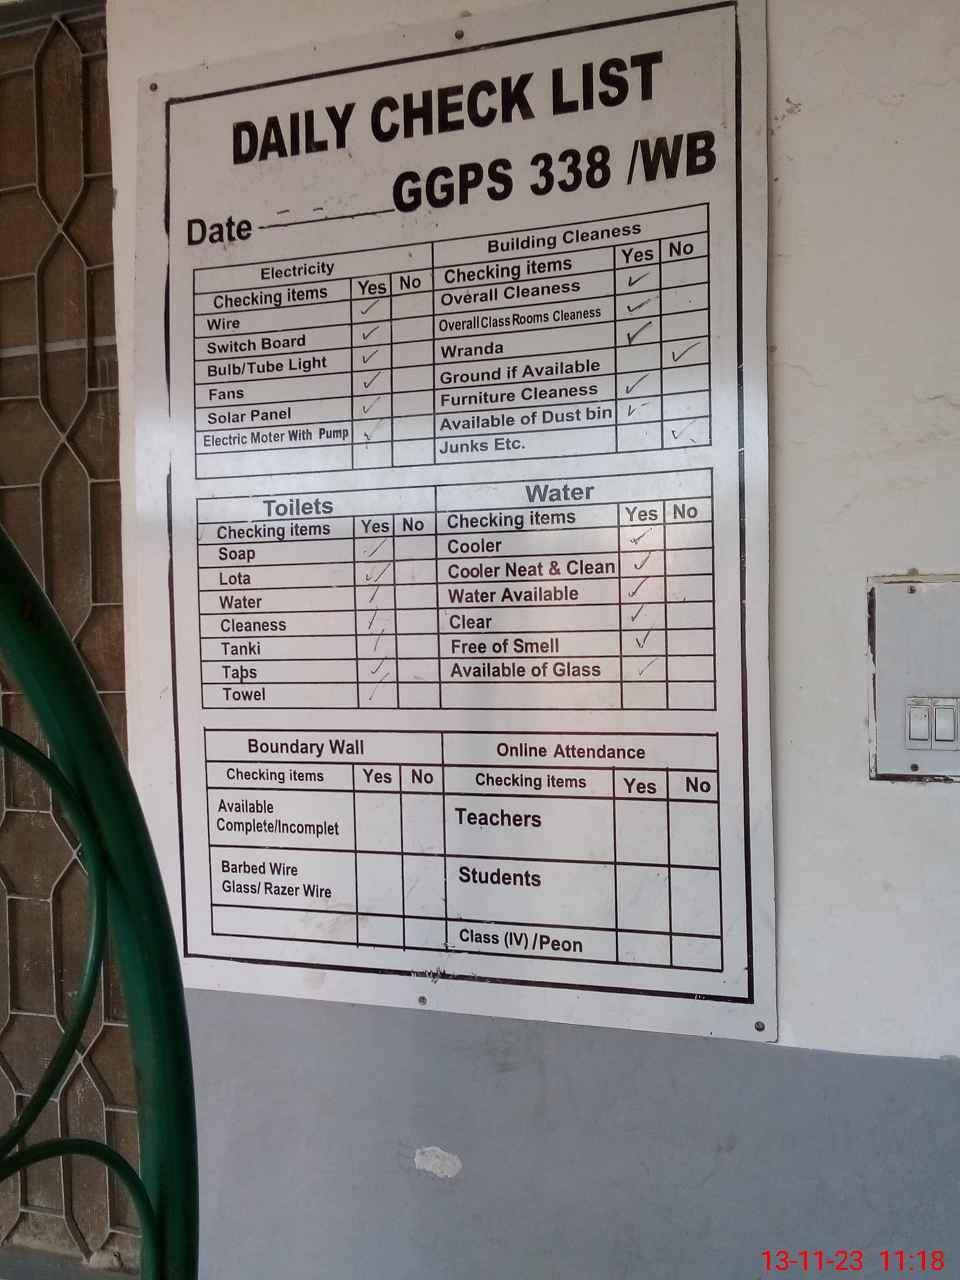 DAILY CHECK LIST
GGPS 338 /WB
Date
Electricity
Checking items Yes No
Wire ✓
Switch Board ✓
Bulb/Tube Light ✓
Fans ✓
Solar Panel ✓
Electric Moter With Pump ✓
Building Cleaness
Checking items Yes No
Overall Cleaness ✓
Overall Class Rooms Cleaness ✓
Wranda ✓
Ground if Available ✓
Furniture Cleaness ✓
Available of Dust bin ✓
Junks Etc. ✓
Toilets
Checking items Yes No
Soap ✓
Lota ✓
Water ✓
Cleaness ✓
Tanki ✓
Tabs ✓
Towel ✓
Water
Checking items Yes No
Cooler ✓
Cooler Neat & Clean ✓
Water Available ✓
Clear ✓
Free of Smell ✓
Available of Glass ✓
Boundary Wall
Checking items Yes No
Available
Complete/Incomplet
Barbed Wire
Glass/ Razer Wire
Online Attendance
Checking items Yes No
Teachers
Students
Class (IV) /Peon
13-11-23 11:18